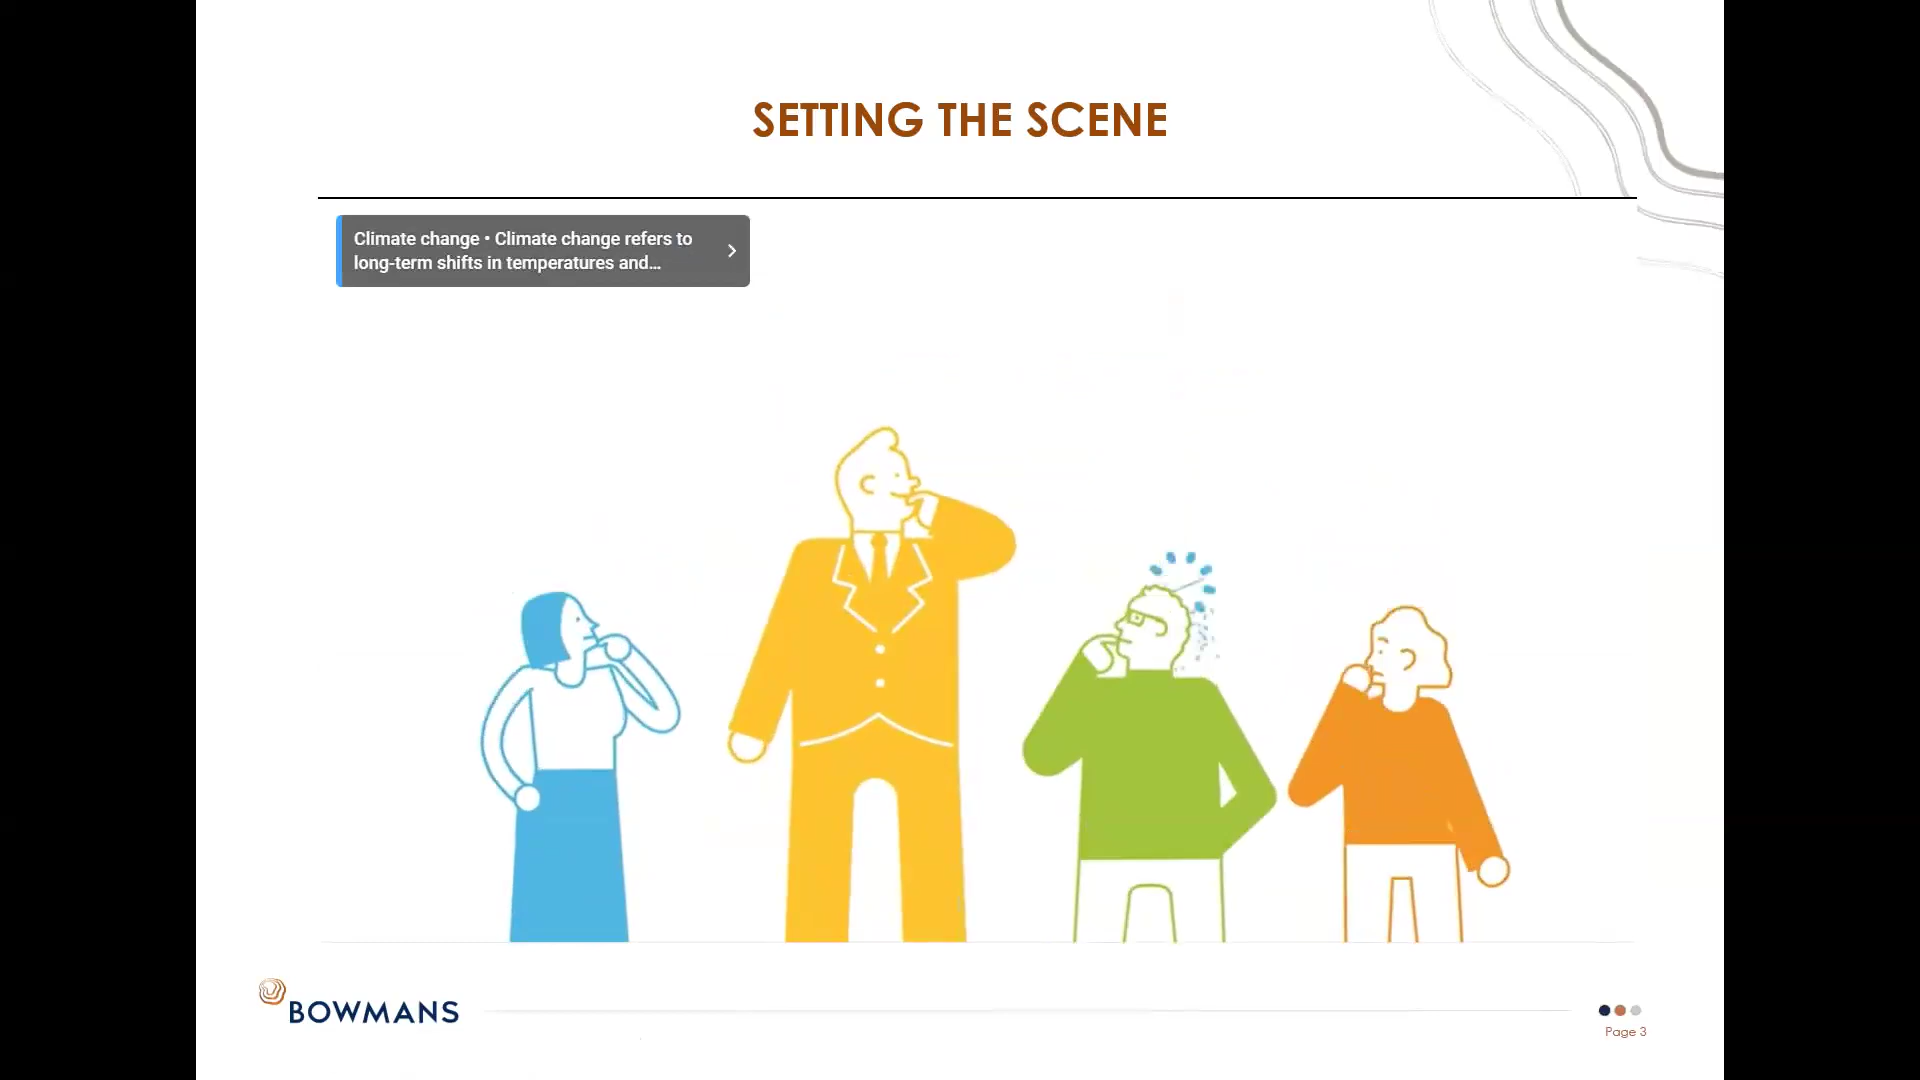 SETTING THE SCENE
Climate change • Climate change refers to
long-term shifts in temperatures and...
BOWMANS
Page 3